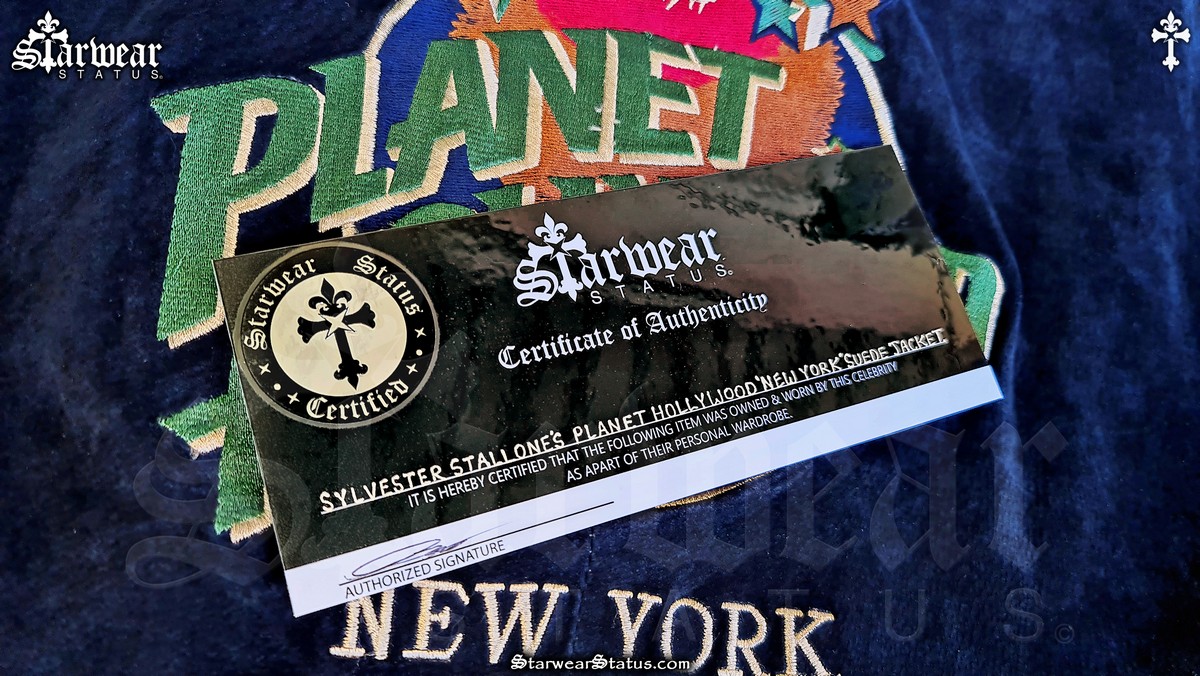 Starwear
STATUS®
PLANET
Starwear Status
Certified
Starwear
STATUS®
Certificate of Authenticity
SYLVESTER STALLONE'S PLANET HOLLYWOOD "NEW YORK" SUEDE JACKET
IT IS HEREBY CERTIFIED THAT THE FOLLOWING ITEM WAS OWNED & WORN BY THIS CELEBRITY
AS APART OF THEIR PERSONAL WARDROBE.
AUTHORIZED SIGNATURE
Starwear
STATUS©
NEW YORK
StarwearStatus.com